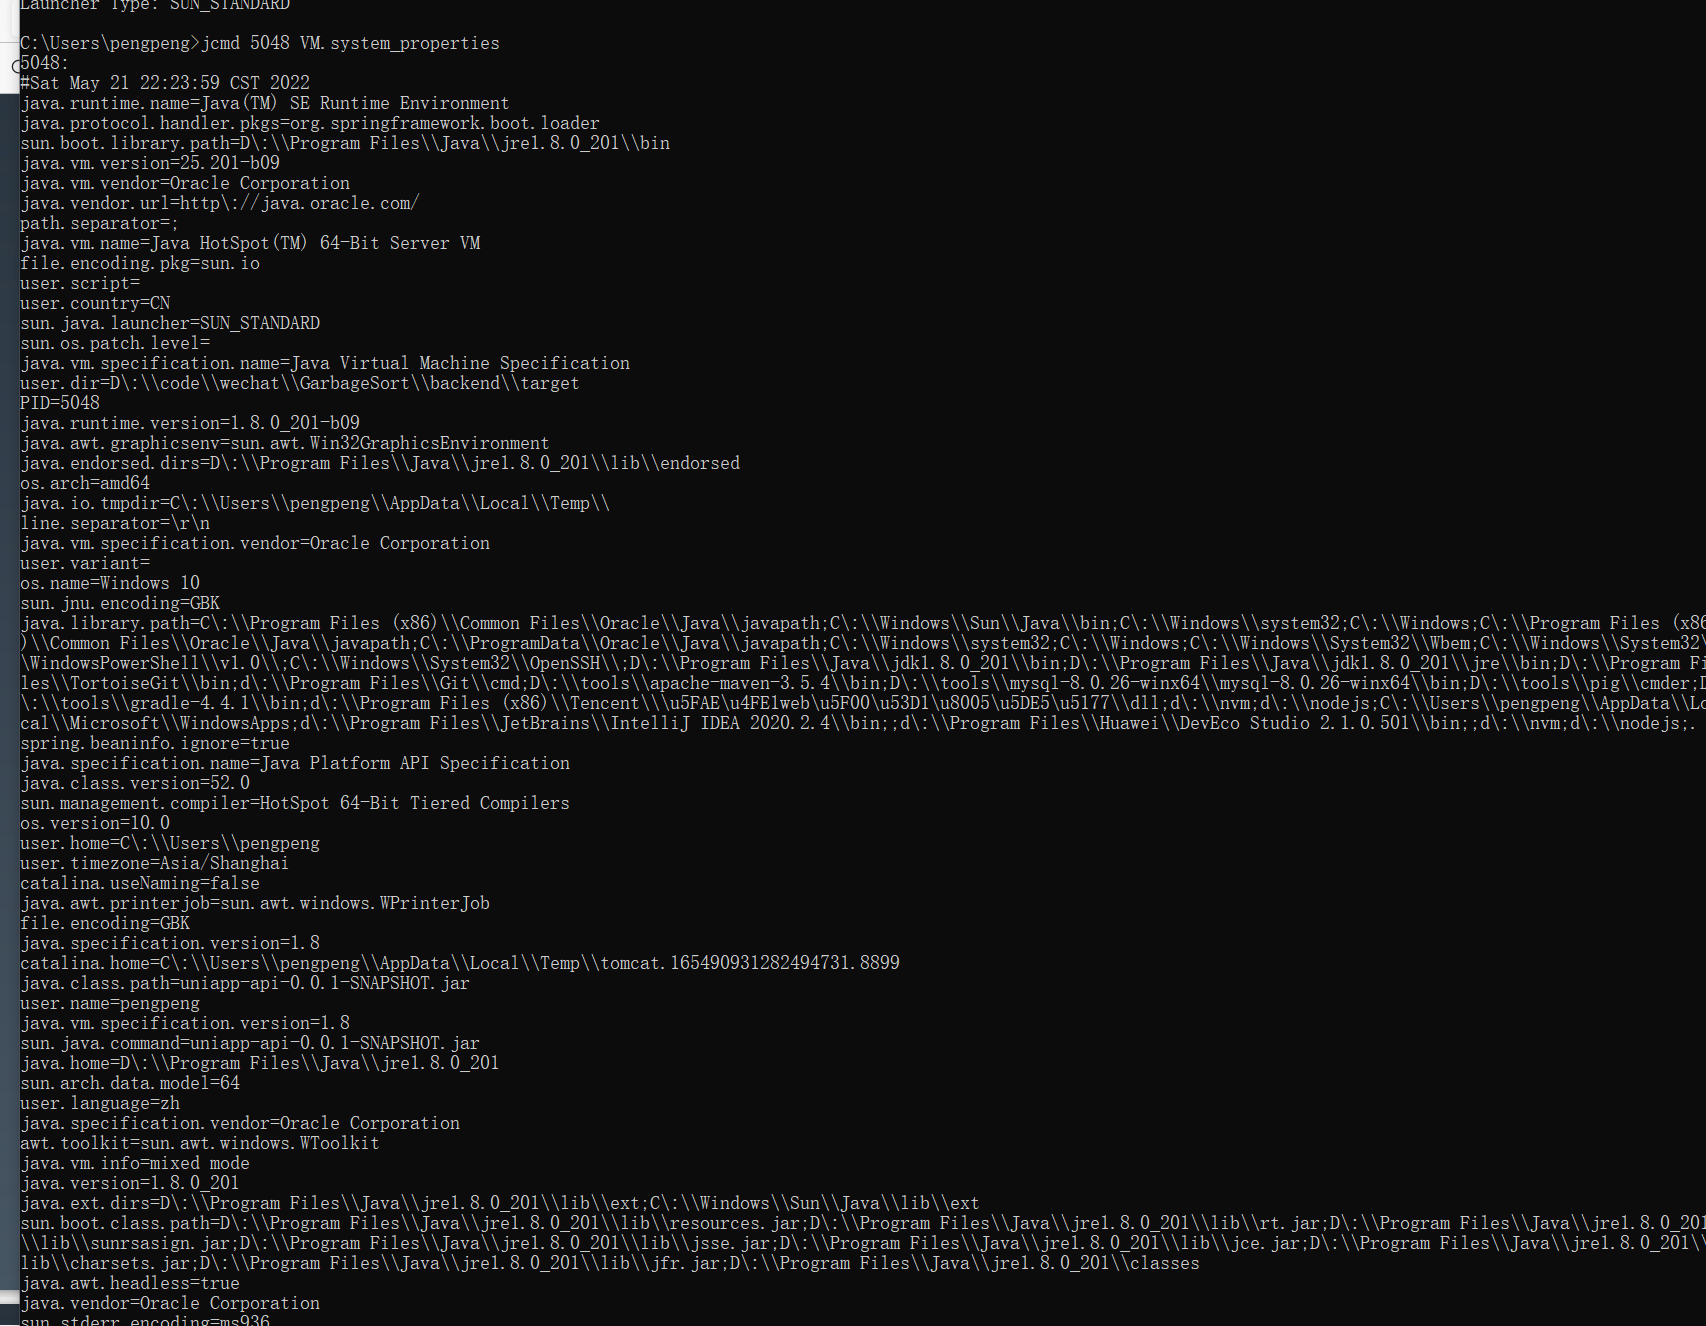 Launcher Type: SUN_STANDARD
C:\Users\pengpeng>jcmd 5048 VM.system_properties
5048:
#Sat May 21 22:23:59 CST 2022
java.runtime.name=Java(TM) SE Runtime Environment
java.protocol.handler.pkgs=org.springframework.boot.loader
sun.boot.library.path=D\:\\Program Files\\Java\\jre1.8.0_201\\bin
java.vm.version=25.201-b09
java.vm.vendor=Oracle Corporation
java.vendor.url=http\://java.oracle.com/
path.separator=;
java.vm.name=Java HotSpot(TM) 64-Bit Server VM
file.encoding.pkg=sun.io
user.script=
user.country=CN
sun.java.launcher=SUN_STANDARD
sun.os.patch.level=
java.vm.specification.name=Java Virtual Machine Specification
user.dir=D\:\\code\\wechat\\GarbageSort\\backend\\target
PID=5048
java.runtime.version=1.8.0_201-b09
java.awt.graphicsenv=sun.awt.Win32GraphicsEnvironment
java.endorsed.dirs=D\:\\Program Files\\Java\\jre1.8.0_201\\lib\\endorsed
os.arch=amd64
java.io.tmpdir=C\:\\Users\\pengpeng\\AppData\\Local\\Temp\\
line.separator=\r\n
java.vm.specification.vendor=Oracle Corporation
user.variant=
os.name=Windows 10
sun.jnu.encoding=GBK
java.library.path=C\:\\Program Files (x86)\\Common Files\\Oracle\\Java\\javapath;C\:\\Windows\\Sun\\Java\\bin;C\:\\Windows\\system32;C\:\\Windows;C\:\\Program Files (x86
)\\Common Files\\Oracle\\Java\\javapath;C\:\\ProgramData\\Oracle\\Java\\javapath;C\:\\Windows\\system32;C\:\\Windows;C\:\\Windows\\System32\\Wbem;C\:\\Windows\\System32\
\WindowsPowerShell\\v1.0\\;C\:\\Windows\\System32\\OpenSSH\\;D\:\\Program Files\\Java\\jdk1.8.0_201\\bin;D\:\\Program Files\\Java\\jdk1.8.0_201\\jre\\bin;D\:\\Program Fi
les\\TortoiseGit\\bin;d\:\\Program Files\\Git\\cmd;D\:\\tools\\apache-maven-3.5.4\\bin;D\:\\tools\\mysql-8.0.26-winx64\\mysql-8.0.26-winx64\\bin;D\:\\tools\\pig\\cmder;D
\:\\tools\\gradle-4.4.1\\bin;d\:\\Program Files (x86)\\Tencent\\\u5FAE\u4FE1web\u5F00\u53D1\u8005\u5DE5\u5177\\dll;d\:\\nvm;d\:\\nodejs;C\:\\Users\\pengpeng\\AppData\\Lo
cal\\Microsoft\\WindowsApps;d\:\\Program Files\\JetBrains\\IntelliJ IDEA 2020.2.4\\bin;;d\:\\Program Files\\Huawei\\DevEco Studio 2.1.0.501\\bin;;d\:\\nvm;d\:\\nodejs;.
spring.beaninfo.ignore=true
java.specification.name=Java Platform API Specification
java.class.version=52.0
sun.management.compiler=HotSpot 64-Bit Tiered Compilers
os.version=10.0
user.home=C\:\\Users\\pengpeng
user.timezone=Asia/Shanghai
catalina.useNaming=false
java.awt.printerjob=sun.awt.windows.WPrinterJob
file.encoding=GBK
java.specification.version=1.8
catalina.home=C\:\\Users\\pengpeng\\AppData\\Local\\Temp\\tomcat.165490931282494731.8899
java.class.path=uniapp-api-0.0.1-SNAPSHOT.jar
user.name=pengpeng
java.vm.specification.version=1.8
sun.java.command=uniapp-api-0.0.1-SNAPSHOT.jar
java.home=D\:\\Program Files\\Java\\jre1.8.0_201
sun.arch.data.model=64
user.language=zh
java.specification.vendor=Oracle Corporation
awt.toolkit=sun.awt.windows.WToolkit
java.vm.info=mixed mode
java.version=1.8.0_201
java.ext.dirs=D\:\\Program Files\\Java\\jre1.8.0_201\\lib\\ext;C\:\\Windows\\Sun\\Java\\lib\\ext
sun.boot.class.path=D\:\\Program Files\\Java\\jre1.8.0_201\\lib\\resources.jar;D\:\\Program Files\\Java\\jre1.8.0_201\\lib\\rt.jar;D\:\\Program Files\\Java\\jre1.8.0_201
\\lib\\sunrsasign.jar;D\:\\Program Files\\Java\\jre1.8.0_201\\lib\\jsse.jar;D\:\\Program Files\\Java\\jre1.8.0_201\\lib\\jce.jar;D\:\\Program Files\\Java\\jre1.8.0_201\\
lib\\charsets.jar;D\:\\Program Files\\Java\\jre1.8.0_201\\lib\\jfr.jar;D\:\\Program Files\\Java\\jre1.8.0_201\\classes
java.awt.headless=true
java.vendor=Oracle Corporation
sun.stderr.encoding=ms936